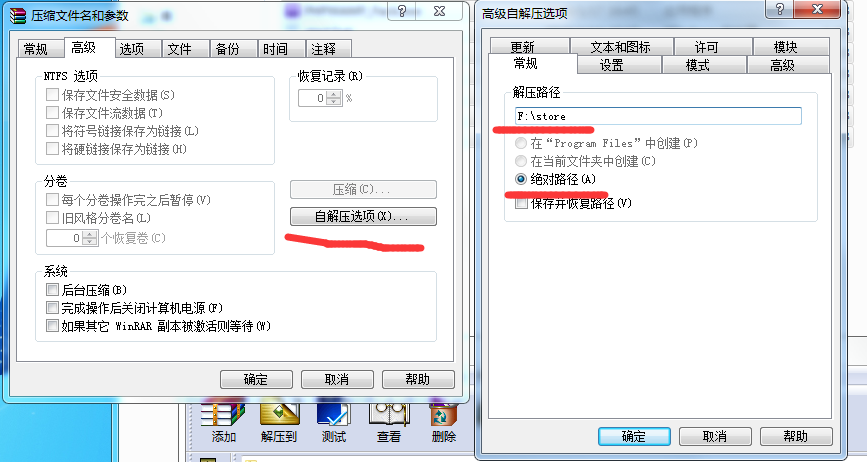 压缩文件名和参数
常规 高级 选项 文件 备份 时间 注释
NTFS 选项
保存文件安全数据(S)
保存文件流数据(T)
将符号链接保存为链接(L)
将硬链接保存为链接(H)
恢复记录(R)
0 %
分卷
每个分卷操作完之后暂停(V)
旧风格分卷名(L)
0 个恢复卷(C)
压缩(C)...
自解压选项(X)...
系统
后台压缩(B)
完成操作后关闭计算机电源(F)
如果其它 WinRAR 副本被激活则等待(W)
确定 取消 帮助
添加 解压到 测试 查看 删除
高级自解压选项
更新 文本和图标 许可 模块
常规 设置 模式 高级
解压路径
F:\store
在“Program Files”中创建(P)
在当前文件夹中创建(C)
绝对路径(A)
保存并恢复路径(V)
确定 取消 帮助